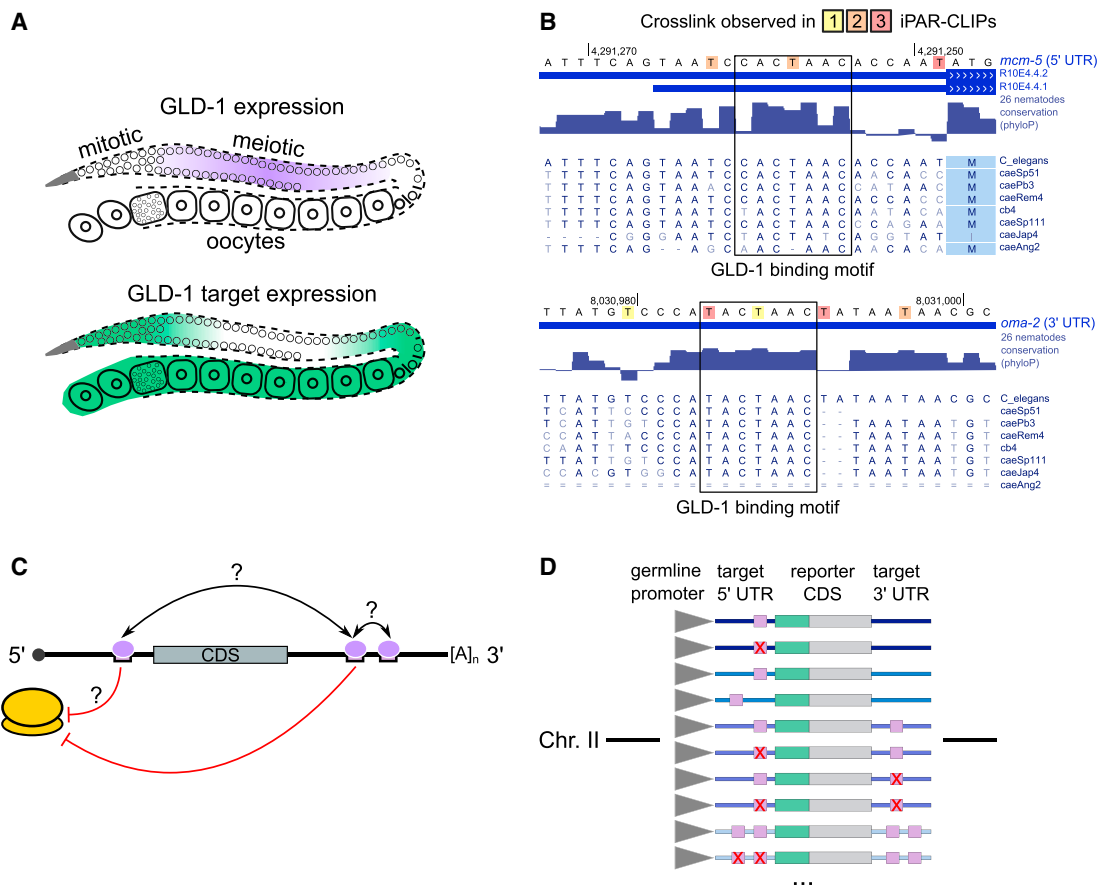 A
GLD-1 expression
mitotic
meiotic
oocytes
GLD-1 target expression
B
Crosslink observed in 1 2 3 iPAR-CLIPs
4,291,270 4,291,250
A T T T C A G T A A T C C A C T A A C A C C A A T A T G mcm-5 (5' UTR)
R10E4.4.2
R10E4.4.1
26 nematodes
conservation
(phyloP)
A T T T C A G T A A T C C A C T A A C A C C A A T M C_elegans
T T T T C A G T A A T C C A C T A A C A A C A C C M caeSp51
T T T T C A G T A A A C C A C T A A C C A T A A C M caePb3
T T T T C A G T A A T C C A C T A A C A C C A C C M caeRem4
T T T T C A G T A A T C T A C T A A C A A T A C A M cb4
T T T T C A G T A A T C C A C T A A C C C A G A A M caeSp111
- - - - C G G G A A T C T A C T A T C A G G T A T I caeJap4
T T T T C A G - - A G C A A C - A A C A A C A C A M caeAng2
GLD-1 binding motif
8,030,980 8,031,000
T T A T G T C C C A T A C T A A C T A T A A T A A C G C oma-2 (3' UTR)
26 nematodes
conservation
(phyloP)
T T A T G T C C C A T A C T A A C T A T A A T A A C G C C_elegans
T C A T G C C C C A T A C T A A C - - caeSp51
T C A T T G C C C A T A C T A A C - - T A A T A A T G T caePb3
C C A T T A C C C A T A C T A A C - - T A A T A A T G T caeRem4
C A A T T T C C C A T A C T A A C - - T A A T A A T G T cb4
T T A T T G C C C A T A C T A A C - - T A A T A A T G T caeSp111
C C A C G T G C C A T A C T A A C - - T A A T A A T G T caeJap4
= = = = = = = = = = = = = = = = = = = = = = = = = = = = caeAng2
GLD-1 binding motif
C
?
?
5' CDS [A]n 3'
?
D
germline promoter
target 5' UTR
reporter CDS
target 3' UTR
X
Chr. II
X
X
X X
X X
...